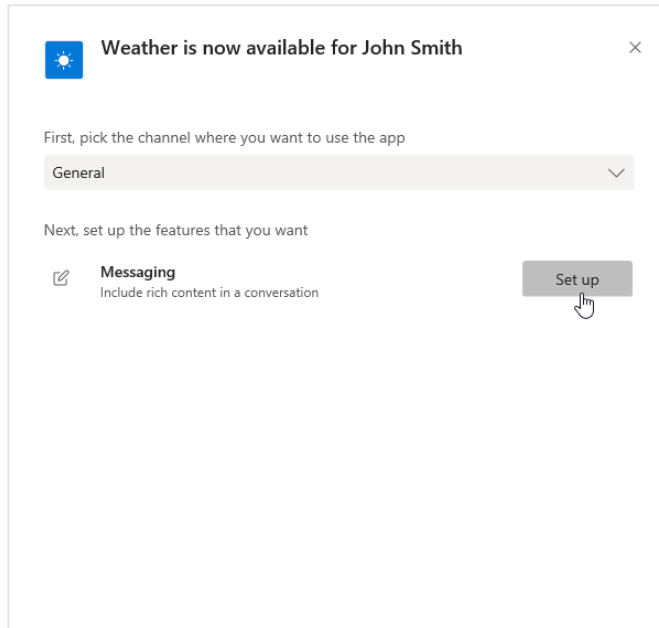 Weather is now available for John Smith
First, pick the channel where you want to use the app
General
Next, set up the features that you want
Messaging
Include rich content in a conversation
Set up